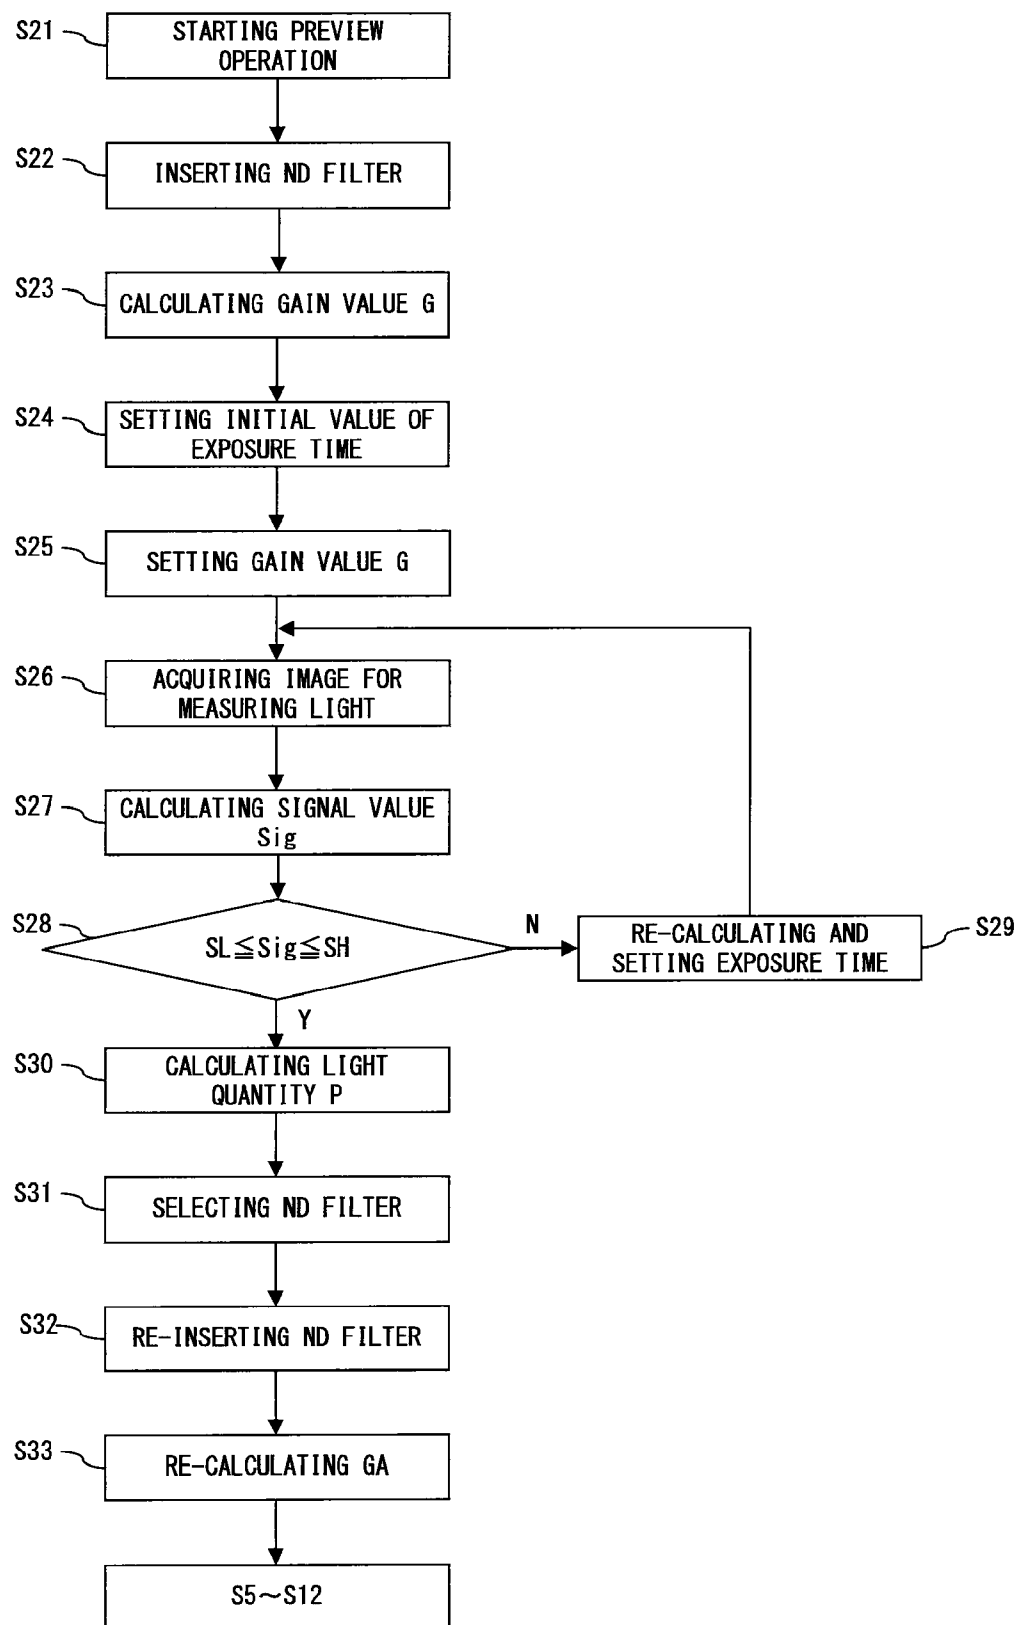 S21
STARTING PREVIEW
OPERATION
S22
INSERTING ND FILTER
S23
CALCULATING GAIN VALUE G
S24
SETTING INITIAL VALUE OF
EXPOSURE TIME
S25
SETTING GAIN VALUE G
S26
ACQUIRING IMAGE FOR
MEASURING LIGHT
S27
CALCULATING SIGNAL VALUE
Sig
S28
SL≦Sig≦SH
N
RE-CALCULATING AND
SETTING EXPOSURE TIME
S29
Y
S30
CALCULATING LIGHT
QUANTITY P
S31
SELECTING ND FILTER
S32
RE-INSERTING ND FILTER
S33
RE-CALCULATING GA
S5～S12